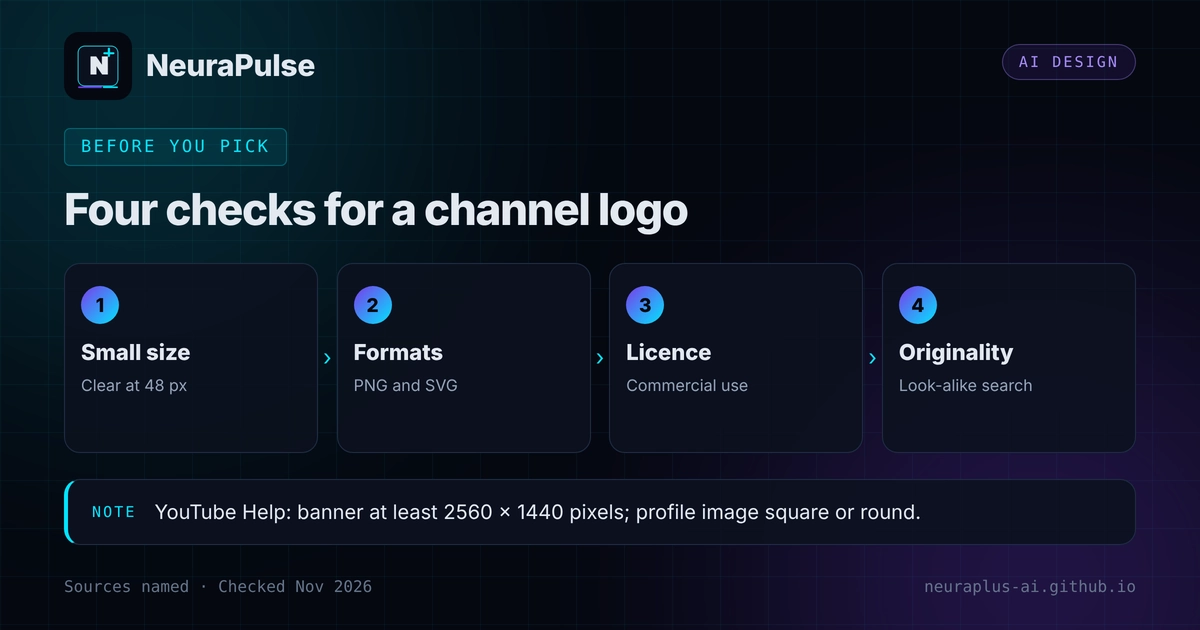 N
NeuraPulse
AI DESIGN
BEFORE YOU PICK
Four checks for a channel logo
1
Small size
Clear at 48 px
›
2
Formats
PNG and SVG
›
3
Licence
Commercial use
›
4
Originality
Look-alike search
NOTE YouTube Help: banner at least 2560 × 1440 pixels; profile image square or round.
Sources named · Checked Nov 2026
neuraplus-ai.github.io